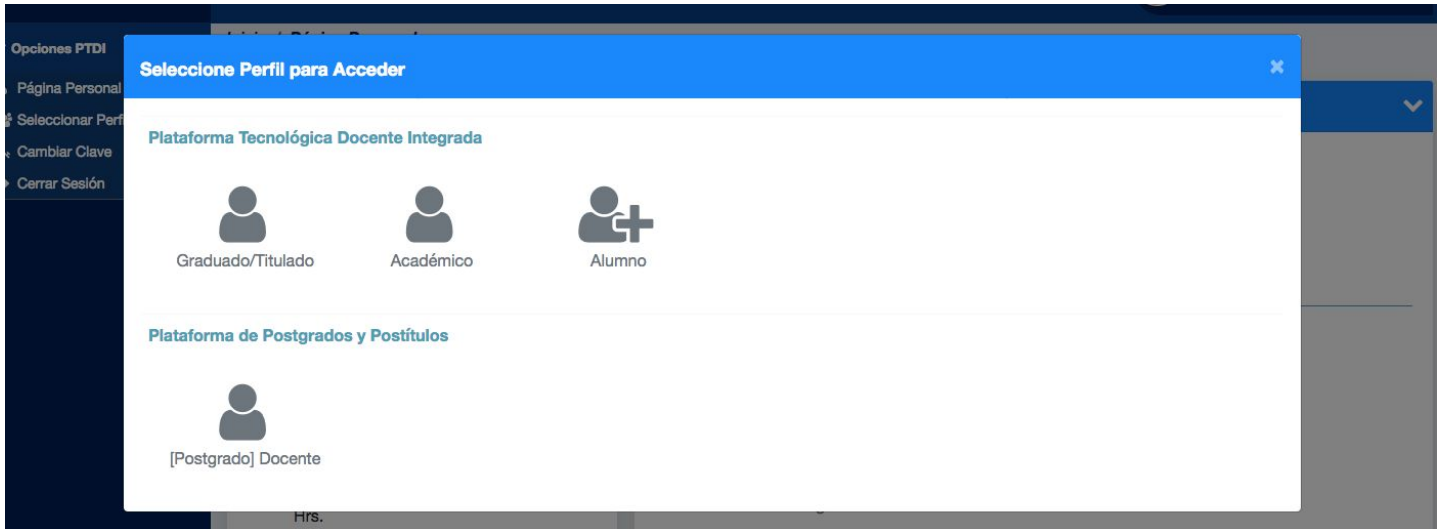 Opciones PTDI
Página Personal
Seleccionar Perf
Cambiar Clave
Cerrar Sesión
Seleccione Perfil para Acceder
×
Plataforma Tecnológica Docente Integrada
Graduado/Titulado
Académico
Alumno
Plataforma de Postgrados y Postítulos
[Postgrado] Docente
Hrs.